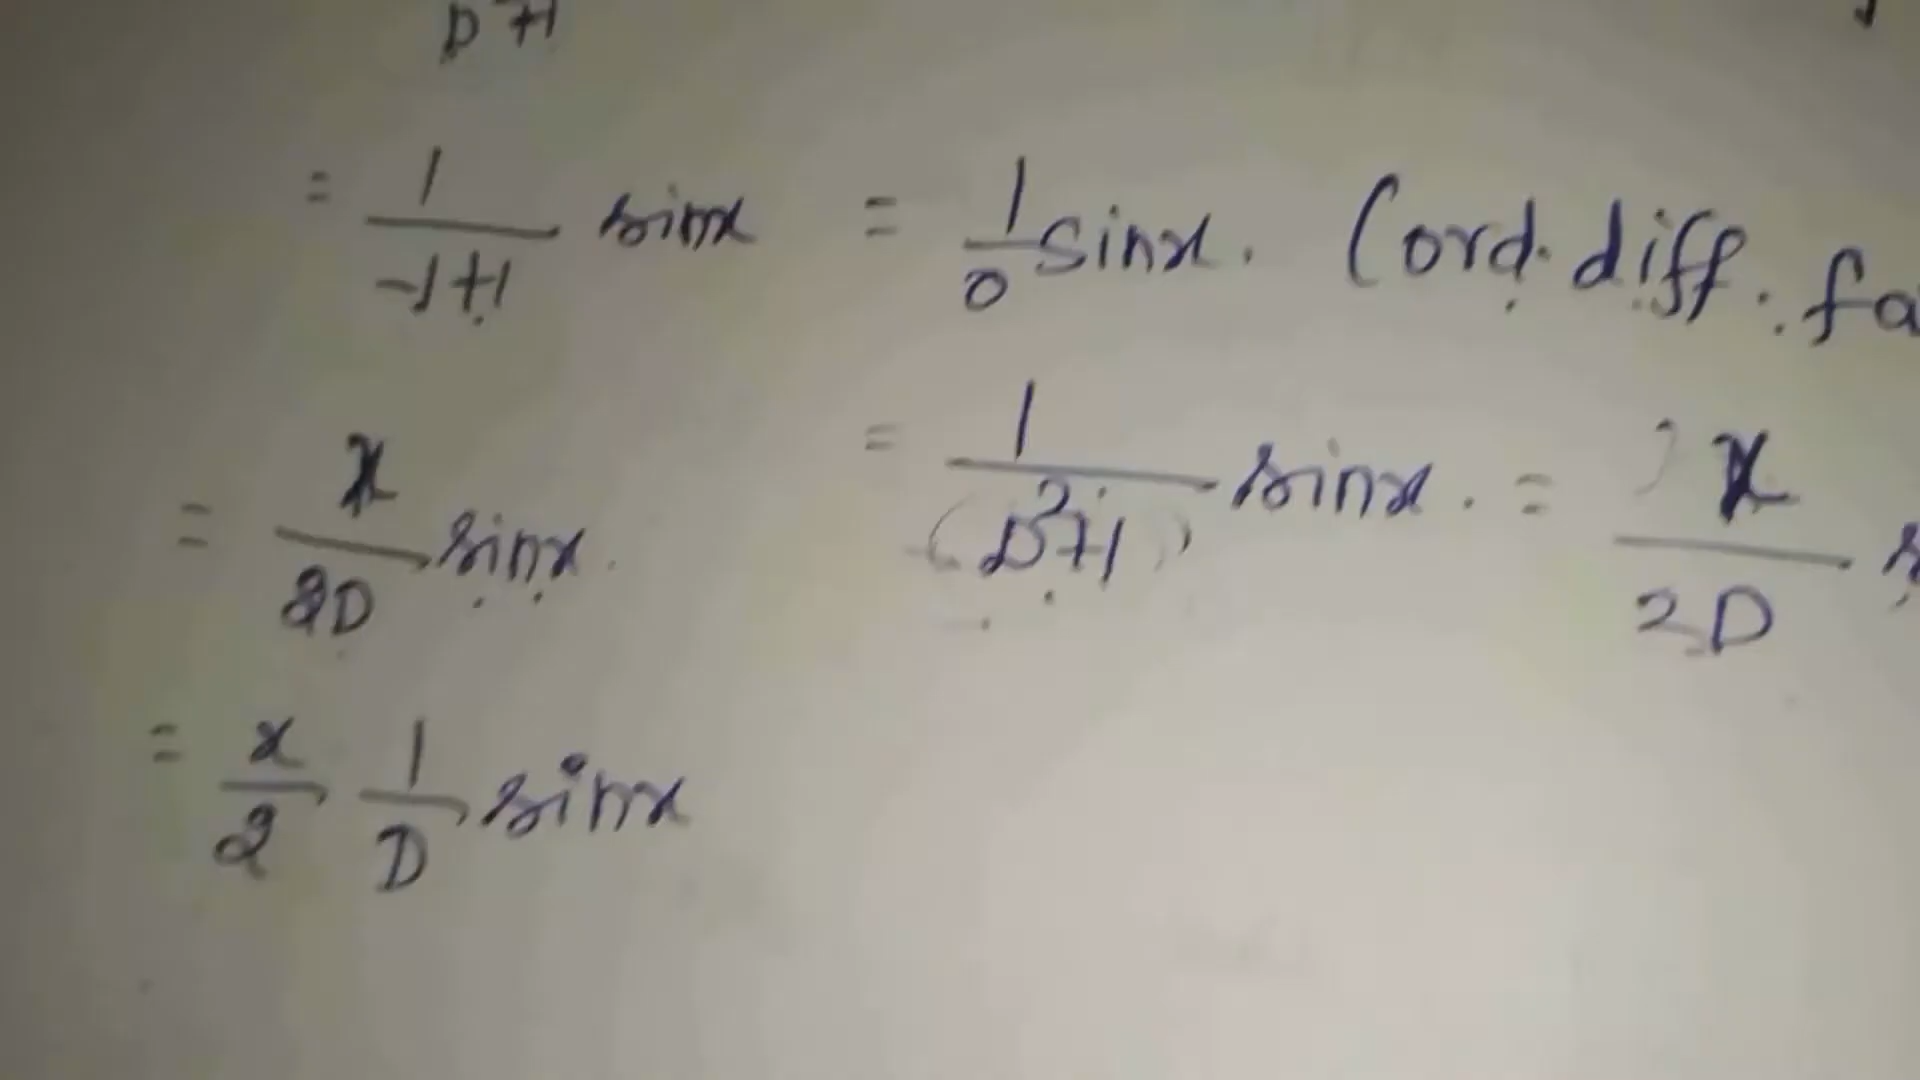 D²+1
= 1/(-1+1) sinx = 1/0 sinx. (ord. diff. fa
= x/2D sinx. = 1/(D²+1) sinx. = x/2D s
= x/2 1/D sinx